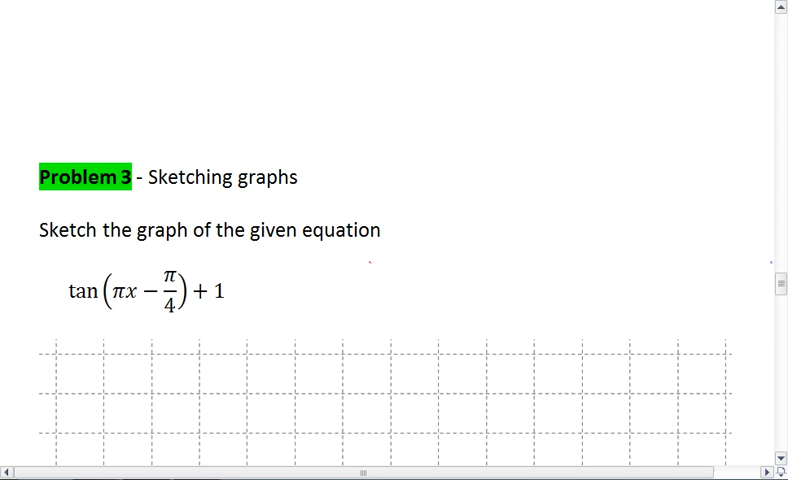 Problem 3 - Sketching graphs
Sketch the graph of the given equation
tan(πx − π/4) + 1